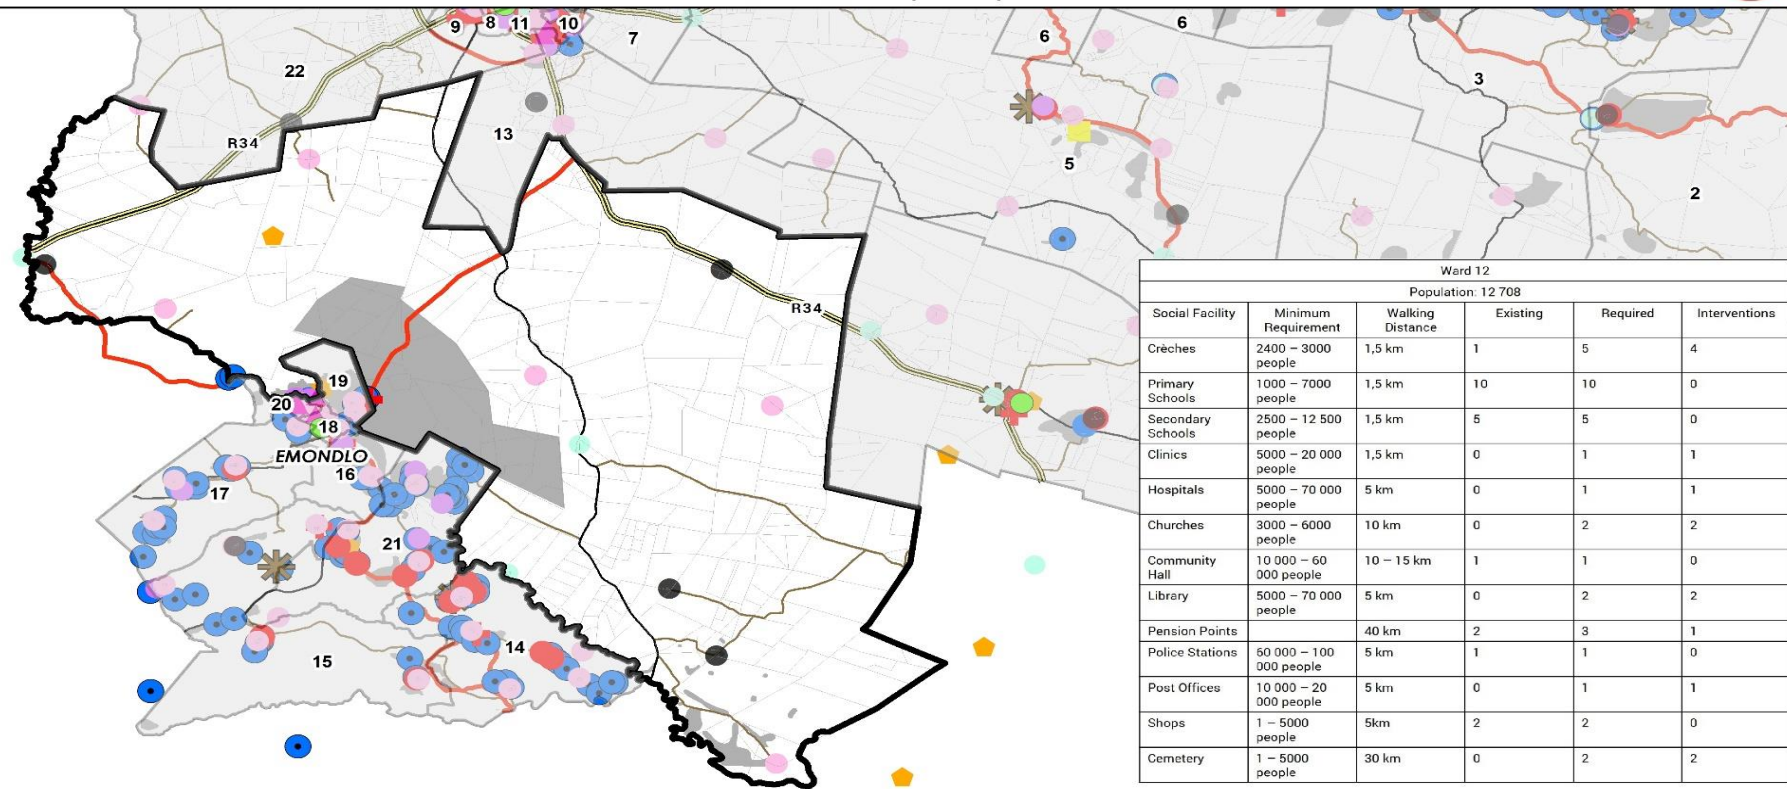 9
8
11
10
7
6
6
22
3
13
R34
5
2
R34
19
20
18
EMONDLO
16
17
21
14
15
Ward 12
Population: 12 708
Social Facility Minimum Requirement Walking Distance Existing Required Interventions
Crèches 2400 – 3000 people 1,5 km 1 5 4
Primary Schools 1000 – 7000 people 1,5 km 10 10 0
Secondary Schools 2500 – 12 500 people 1,5 km 5 5 0
Clinics 5000 – 20 000 people 1,5 km 0 1 1
Hospitals 5000 – 70 000 people 5 km 0 1 1
Churches 3000 – 6000 people 10 km 0 2 2
Community Hall 10 000 – 60 000 people 10 – 15 km 1 1 0
Library 5000 – 70 000 people 5 km 0 2 2
Pension Points 40 km 2 3 1
Police Stations 60 000 – 100 000 people 5 km 1 1 0
Post Offices 10 000 – 20 000 people 5 km 0 1 1
Shops 1 – 5000 people 5km 2 2 0
Cemetery 1 – 5000 people 30 km 0 2 2